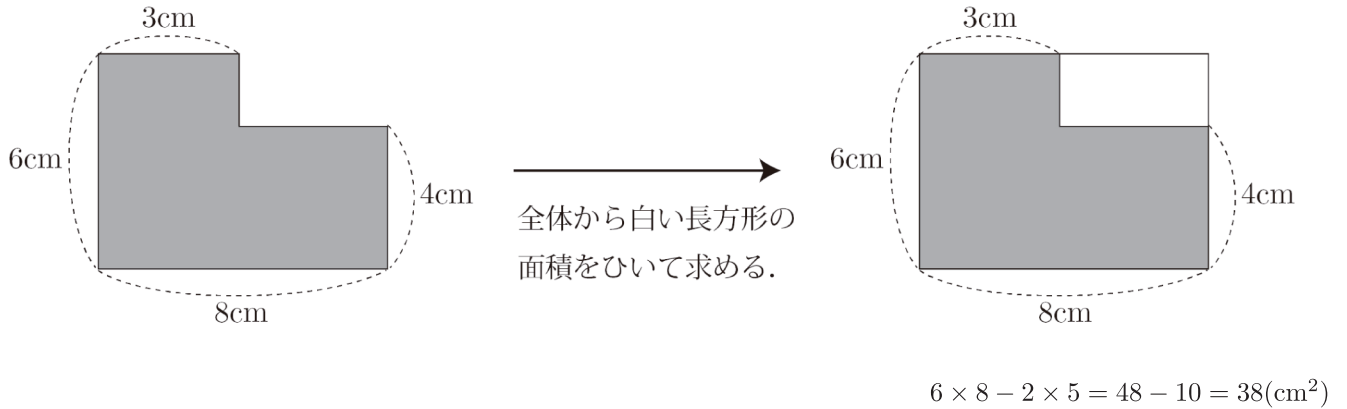 3cm
6cm
4cm
8cm
全体から白い長方形の
面積をひいて求める.
3cm
6cm
4cm
8cm
6 × 8 − 2 × 5 = 48 − 10 = 38(cm²)